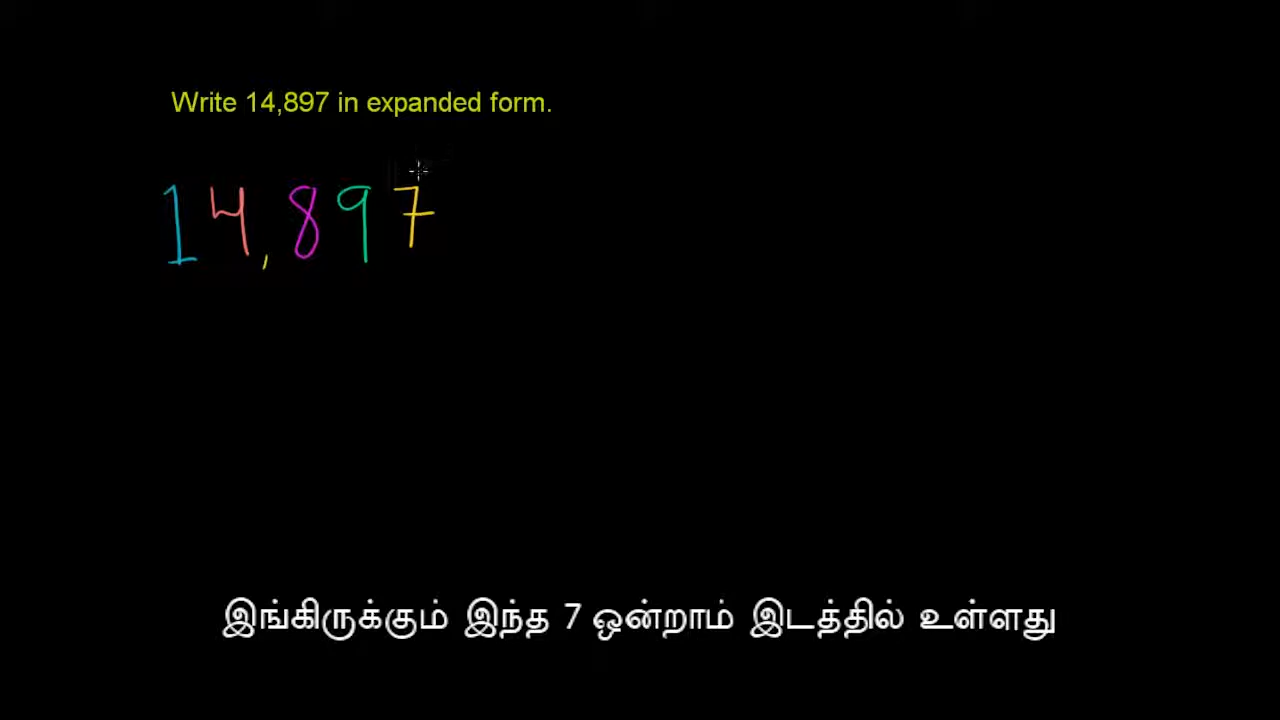 Write 14,897 in expanded form.
14,897
இங்கிருக்கும் இந்த 7 ஒன்றாம் இடத்தில் உள்ளது